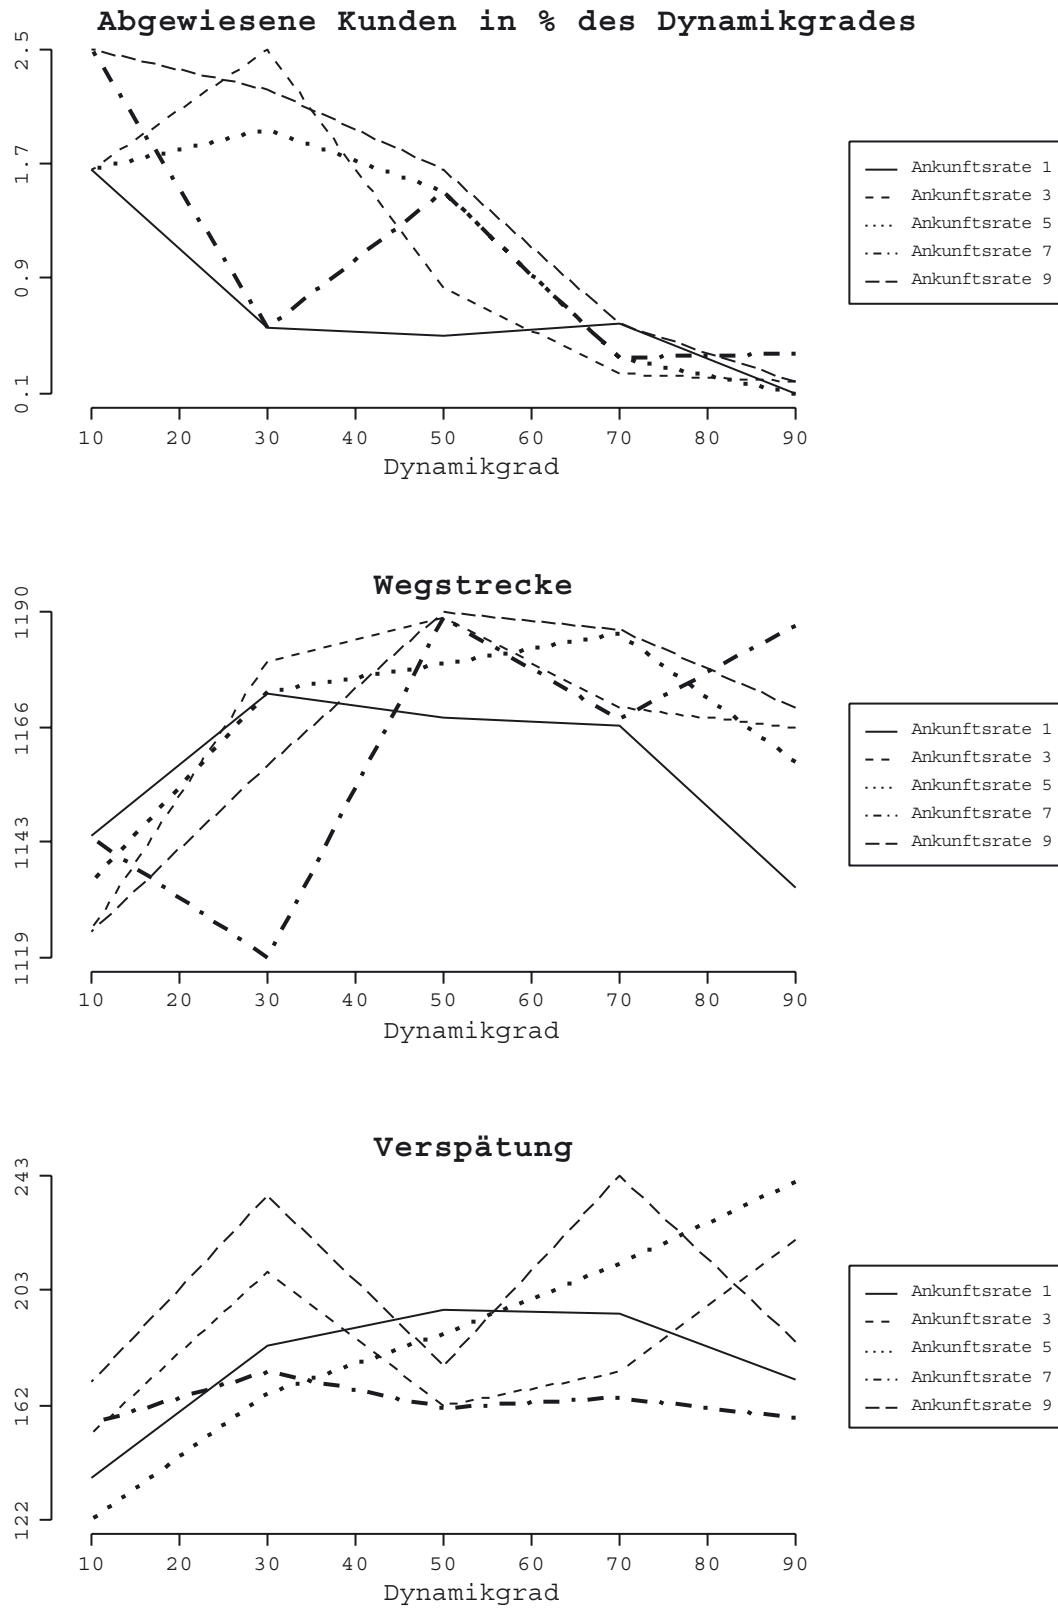 Abgewiesene Kunden in % des Dynamikgrades
2.5
1.7
0.9
0.1
10 20 30 40 50 60 70 80 90
Dynamikgrad
Ankunftsrate 1
Ankunftsrate 3
Ankunftsrate 5
Ankunftsrate 7
Ankunftsrate 9
Wegstrecke
1190
1166
1143
1119
10 20 30 40 50 60 70 80 90
Dynamikgrad
Ankunftsrate 1
Ankunftsrate 3
Ankunftsrate 5
Ankunftsrate 7
Ankunftsrate 9
Verspätung
243
203
162
122
10 20 30 40 50 60 70 80 90
Dynamikgrad
Ankunftsrate 1
Ankunftsrate 3
Ankunftsrate 5
Ankunftsrate 7
Ankunftsrate 9